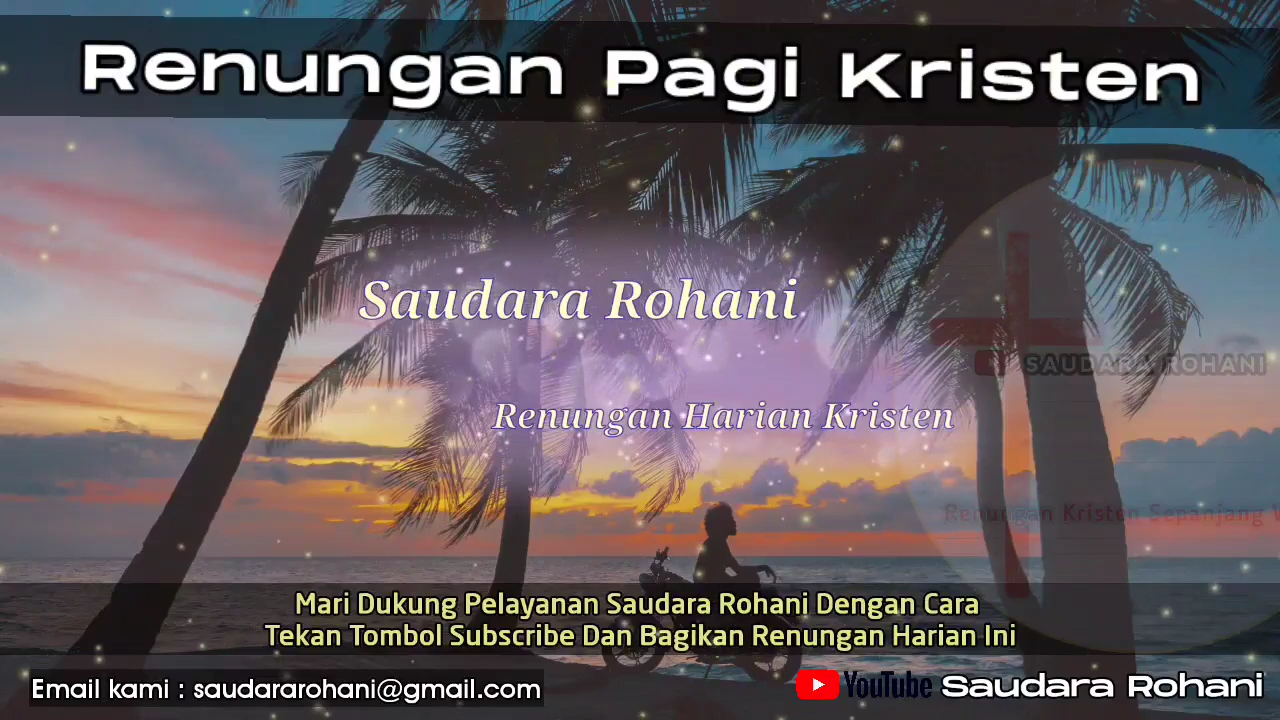 Renungan Pagi Kristen
Saudara Rohani
SAUDARA ROHANI
Renungan Harian Kristen
Renungan Kristen Sepanjang
Mari Dukung Pelayanan Saudara Rohani Dengan Cara
Tekan Tombol Subscribe Dan Bagikan Renungan Harian Ini
Email kami : saudararohani@gmail.com
YouTube Saudara Rohani